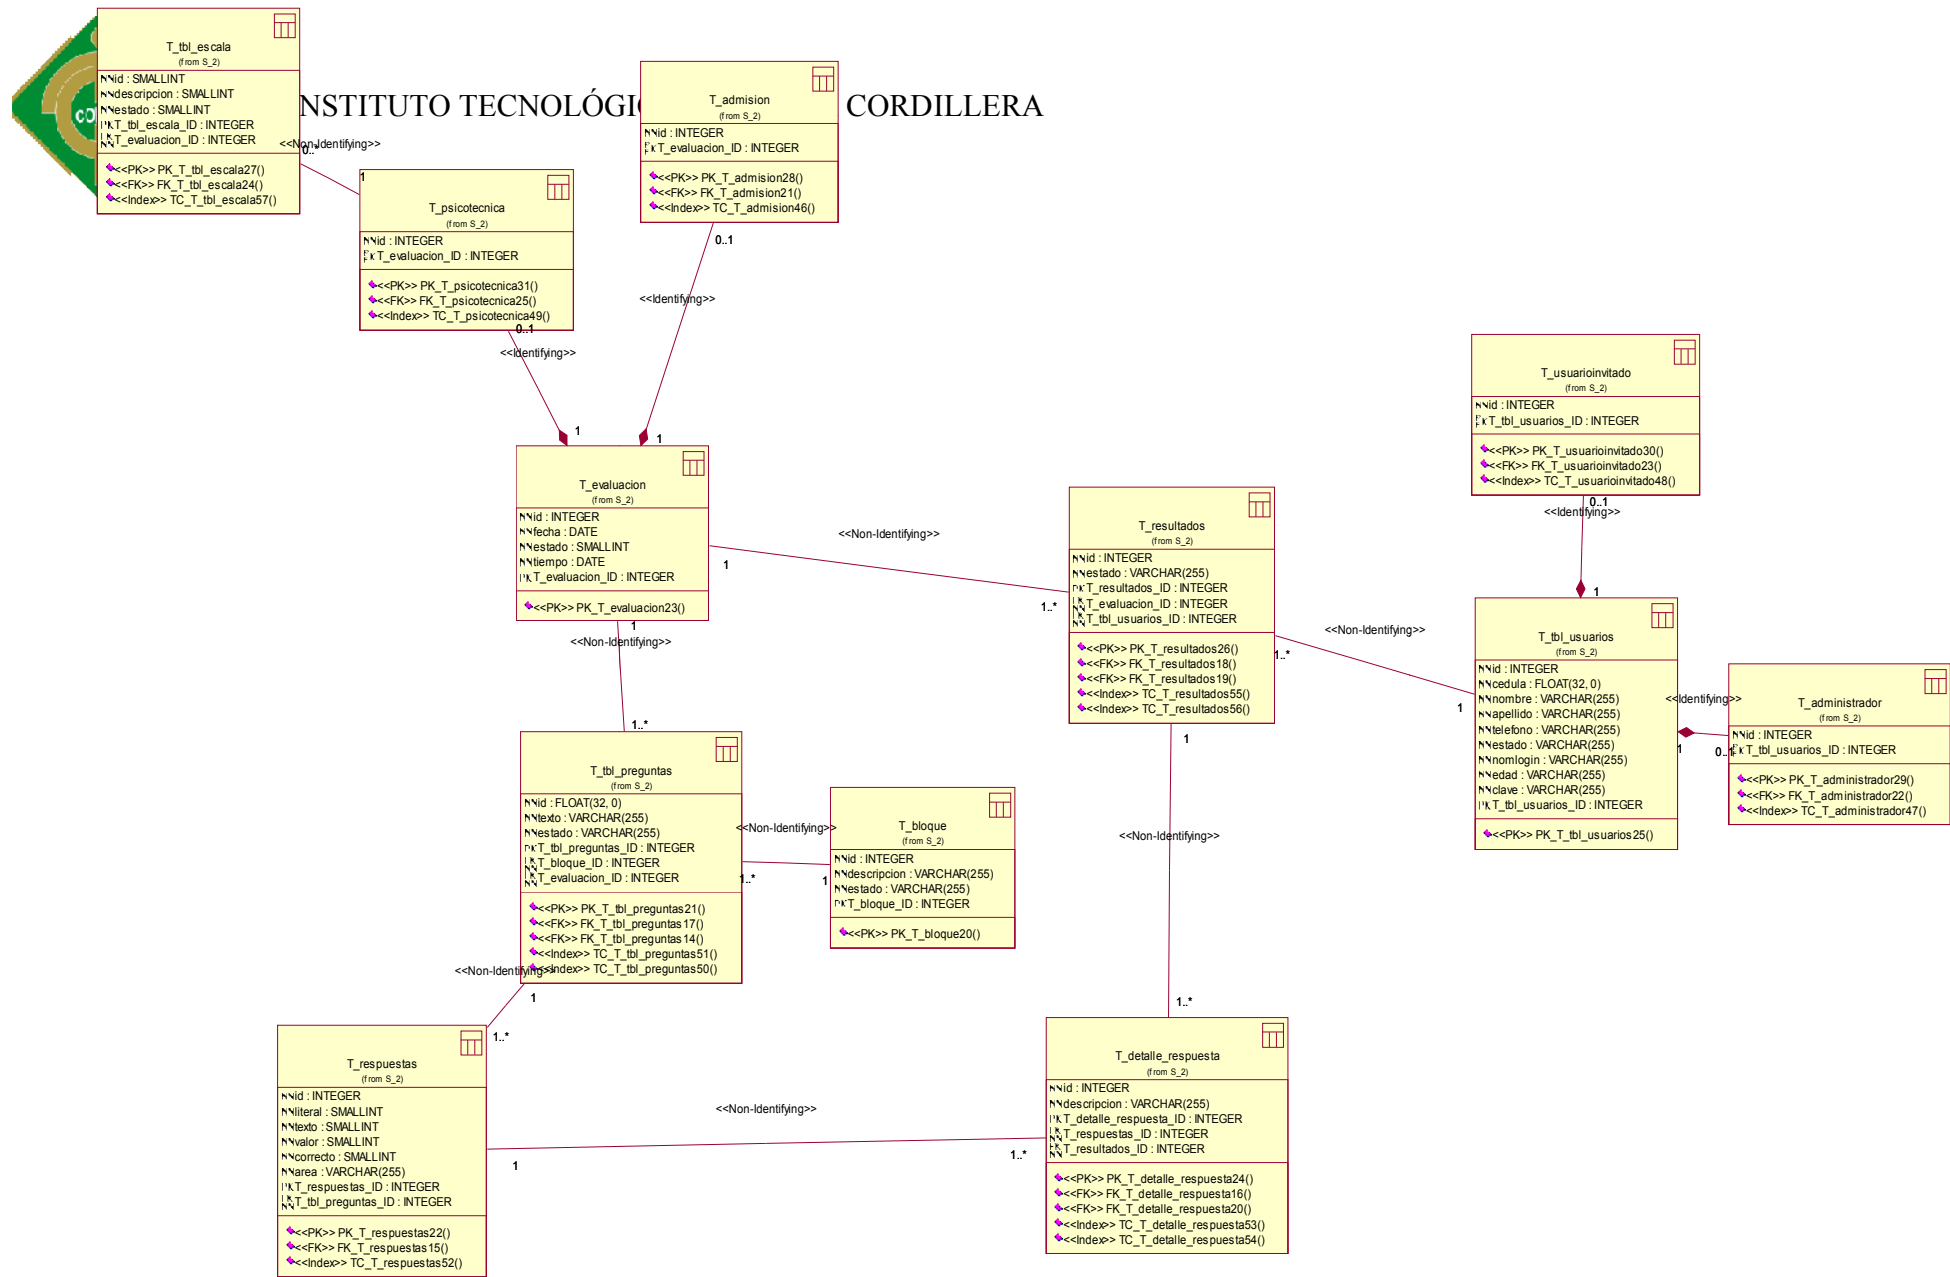 NSTITUTO TECNOLÓGI CORDILLERA
CO
T_tbl_escala
(from S_2)
id : SMALLINT
descripcion : SMALLINT
estado : SMALLINT
T_tbl_escala_ID : INTEGER
T_evaluacion_ID : INTEGER
<<PK>> PK_T_tbl_escala27()
<<FK>> FK_T_tbl_escala24()
<<Index>> TC_T_tbl_escala57()
<<Non-Identifying>>
0..*
1
T_admision
(from S_2)
id : INTEGER
T_evaluacion_ID : INTEGER
<<PK>> PK_T_admision28()
<<FK>> FK_T_admision21()
<<Index>> TC_T_admision46()
0..1
<<Identifying>>
1
T_psicotecnica
(from S_2)
id : INTEGER
T_evaluacion_ID : INTEGER
<<PK>> PK_T_psicotecnica31()
<<FK>> FK_T_psicotecnica25()
<<Index>> TC_T_psicotecnica49()
0..1
<<Identifying>>
1
T_evaluacion
(from S_2)
id : INTEGER
fecha : DATE
estado : SMALLINT
tiempo : DATE
T_evaluacion_ID : INTEGER
<<PK>> PK_T_evaluacion23()
1
<<Non-Identifying>>
1..*
<<Non-Identifying>>
1
1..*
T_resultados
(from S_2)
id : INTEGER
estado : VARCHAR(255)
T_resultados_ID : INTEGER
T_evaluacion_ID : INTEGER
T_tbl_usuarios_ID : INTEGER
<<PK>> PK_T_resultados26()
<<FK>> FK_T_resultados18()
<<FK>> FK_T_resultados19()
<<Index>> TC_T_resultados55()
<<Index>> TC_T_resultados56()
<<Non-Identifying>>
1..*
1
T_usuarioinvitado
(from S_2)
id : INTEGER
T_tbl_usuarios_ID : INTEGER
<<PK>> PK_T_usuarioinvitado30()
<<FK>> FK_T_usuarioinvitado23()
<<Index>> TC_T_usuarioinvitado48()
0..1
<<Identifying>>
1
T_tbl_usuarios
(from S_2)
id : INTEGER
cedula : FLOAT(32, 0)
nombre : VARCHAR(255)
apellido : VARCHAR(255)
telefono : VARCHAR(255)
estado : VARCHAR(255)
nomlogin : VARCHAR(255)
edad : VARCHAR(255)
clave : VARCHAR(255)
T_tbl_usuarios_ID : INTEGER
<<PK>> PK_T_tbl_usuarios25()
<<Identifying>>
1
0..1
T_administrador
(from S_2)
id : INTEGER
T_tbl_usuarios_ID : INTEGER
<<PK>> PK_T_administrador29()
<<FK>> FK_T_administrador22()
<<Index>> TC_T_administrador47()
T_tbl_preguntas
(from S_2)
id : FLOAT(32, 0)
texto : VARCHAR(255)
estado : VARCHAR(255)
T_tbl_preguntas_ID : INTEGER
T_bloque_ID : INTEGER
T_evaluacion_ID : INTEGER
<<PK>> PK_T_tbl_preguntas21()
<<FK>> FK_T_tbl_preguntas17()
<<FK>> FK_T_tbl_preguntas14()
<<Index>> TC_T_tbl_preguntas51()
<<Index>> TC_T_tbl_preguntas50()
<<Non-Identifying>>
1..*
1
T_bloque
(from S_2)
id : INTEGER
descripcion : VARCHAR(255)
estado : VARCHAR(255)
T_bloque_ID : INTEGER
<<PK>> PK_T_bloque20()
<<Non-Identifying>>
1
1..*
1
<<Non-Identifying>>
1..*
T_respuestas
(from S_2)
id : INTEGER
literal : SMALLINT
texto : SMALLINT
valor : SMALLINT
correcto : SMALLINT
area : VARCHAR(255)
T_respuestas_ID : INTEGER
T_tbl_preguntas_ID : INTEGER
<<PK>> PK_T_respuestas22()
<<FK>> FK_T_respuestas15()
<<Index>> TC_T_respuestas52()
<<Non-Identifying>>
1
1..*
T_detalle_respuesta
(from S_2)
id : INTEGER
descripcion : VARCHAR(255)
T_detalle_respuesta_ID : INTEGER
T_respuestas_ID : INTEGER
T_resultados_ID : INTEGER
<<PK>> PK_T_detalle_respuesta24()
<<FK>> FK_T_detalle_respuesta16()
<<FK>> FK_T_detalle_respuesta20()
<<Index>> TC_T_detalle_respuesta53()
<<Index>> TC_T_detalle_respuesta54()